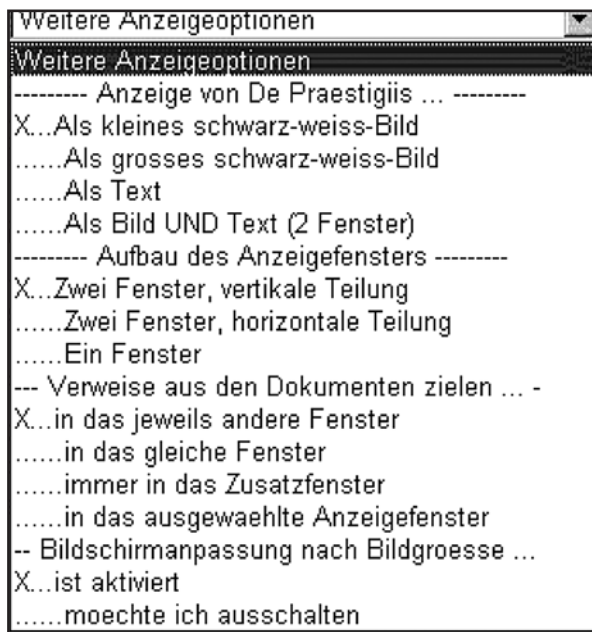 Weitere Anzeigeoptionen
Weitere Anzeigeoptionen
--------- Anzeige von De Praestigiis ... ---------
X...Als kleines schwarz-weiss-Bild
......Als grosses schwarz-weiss-Bild
......Als Text
......Als Bild UND Text (2 Fenster)
--------- Aufbau des Anzeigefensters ---------
X...Zwei Fenster, vertikale Teilung
......Zwei Fenster, horizontale Teilung
......Ein Fenster
--- Verweise aus den Dokumenten zielen ... -
X...in das jeweils andere Fenster
......in das gleiche Fenster
......immer in das Zusatzfenster
......in das ausgewaehlte Anzeigefenster
-- Bildschirmanpassung nach Bildgroesse ...
X...ist aktiviert
......moechte ich ausschalten